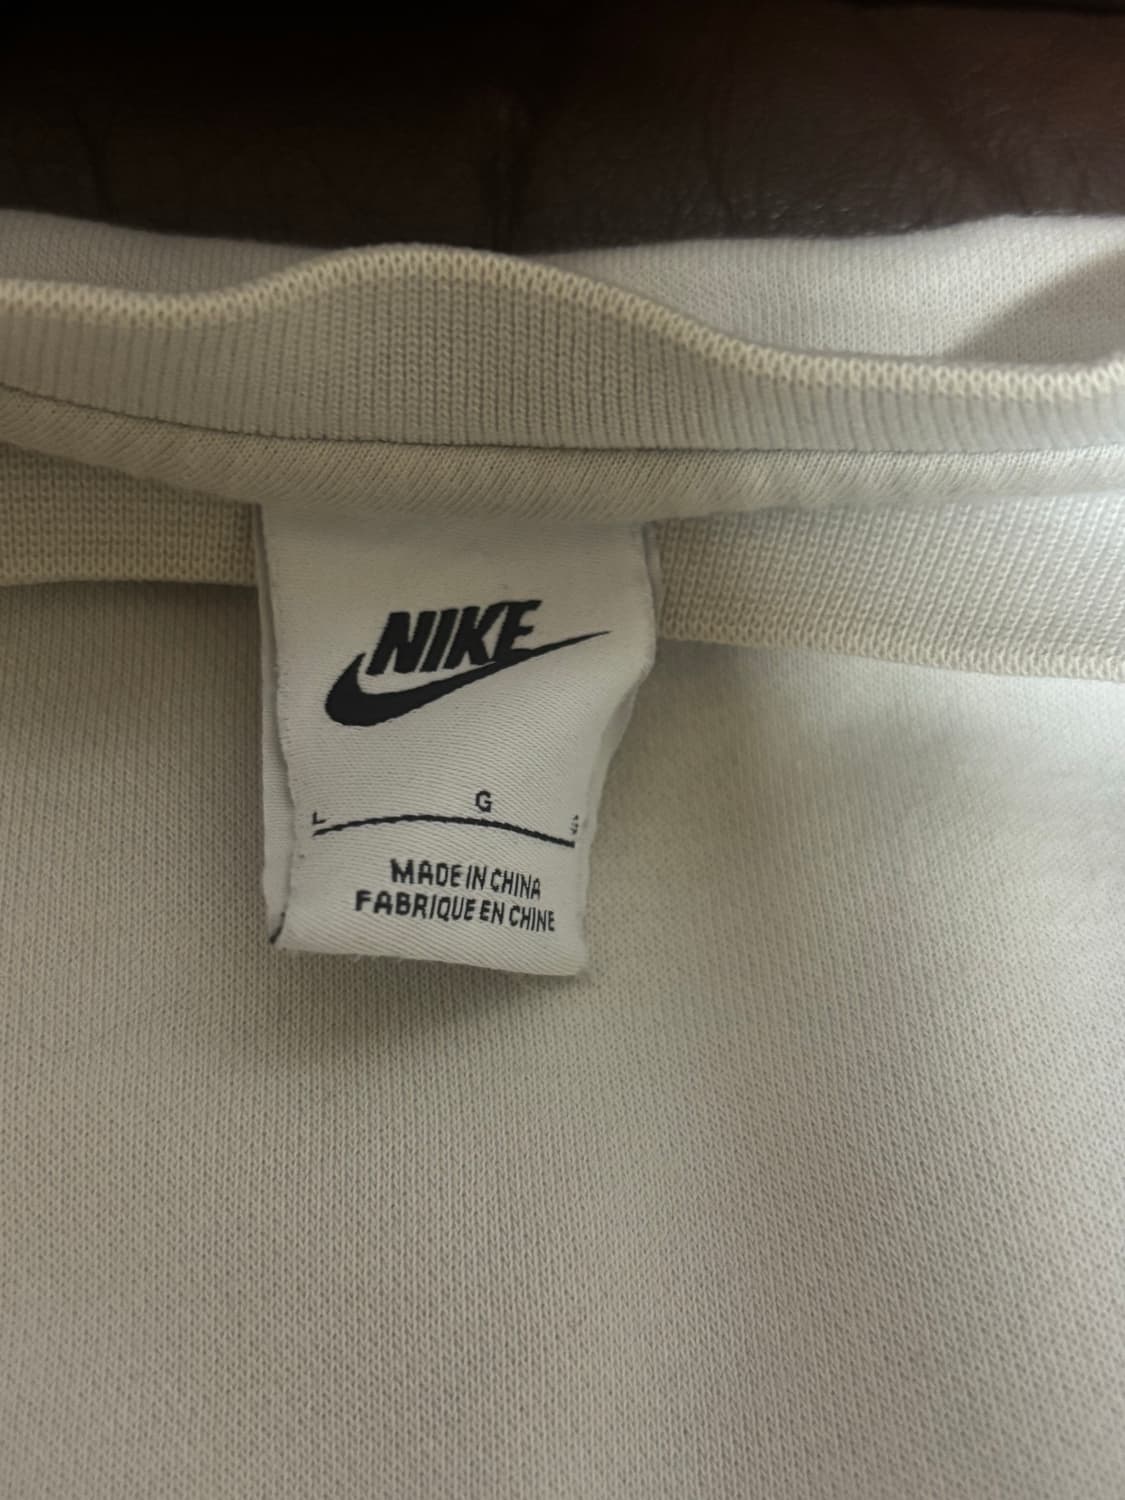 NIKE
L G
MADE IN CHINA
FABRIQUE EN CHINE